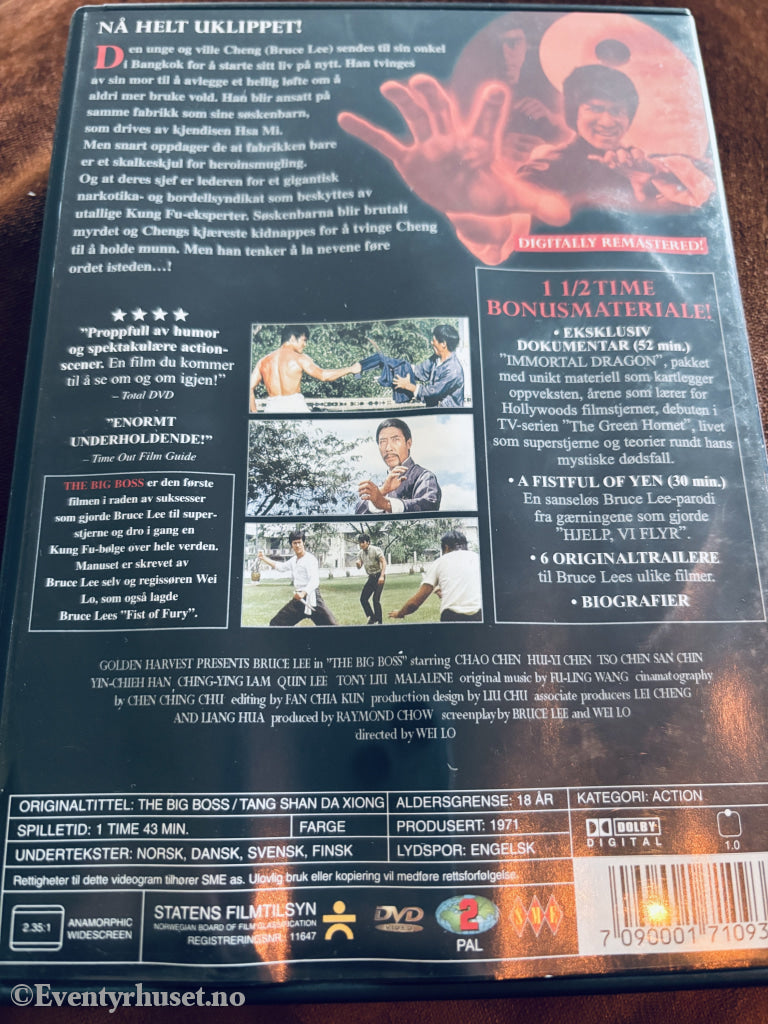 NÅ HELT UKLIPPET!
Den unge og ville Cheng (Bruce Lee) sendes til sin onkel
i Bangkok for å starte sitt liv på nytt. Han tvinges
av sin mor til å avlegge et hellig løfte om å
aldri mer bruke vold. Han blir ansatt på
samme fabrikk som sine søskenbarn,
som drives av kjendisen Hsa Mi.
Men snart oppdager de at fabrikken bare
er et skalkeskjul for heroinsmugling.
Og at deres sjef er lederen for et gigantisk
narkotika- og bordellsyndikat som beskyttes av
utallige Kung Fu-eksperter. Søskenbarna blir brutalt
myrdet og Chengs kjæreste kidnappes for å tvinge Cheng
til å holde munn. Men han tenker å la nevene føre
ordet isteden...!
DIGITALLY REMASTERED!
"Proppfull av humor
og spektakulære action-
scener. En film du kommer
til å se om og om igjen!"
– Total DVD
"ENORMT
UNDERHOLDENDE!"
– Time Out Film Guide
THE BIG BOSS er den første
filmen i raden av suksesser
som gjorde Bruce Lee til super-
stjerne og dro i gang en
Kung Fu-bølge over hele verden.
Manuset er skrevet av
Bruce Lee selv og regissøren Wei
Lo, som også lagde
Bruce Lees "Fist of Fury".
1 1/2 TIME
BONUSMATERIALE!
• EKSKLUSIV
DOKUMENTAR (52 min.)
"IMMORTAL DRAGON", pakket
med unikt materiell som kartlegger
oppveksten, årene som lærer for
Hollywoods filmstjerner, debuten i
TV-serien "The Green Hornet", livet
som superstjerne og teorier rundt hans
mystiske dødsfall.
• A FISTFUL OF YEN (30 min.)
En sanseløs Bruce Lee-parodi
fra gærningene som gjorde
"HJELP, VI FLYR".
• 6 ORIGINALTRAILERE
til Bruce Lees ulike filmer.
• BIOGRAFIER
GOLDEN HARVEST PRESENTS BRUCE LEE in "THE BIG BOSS" starring CHAO CHEN HUI-YI CHEN TSO CHEN SAN CHIN
YIN-CHIEH HAN CHING-YING LAM QUIN LEE TONY LIU MALALENE original music by FU-LING WANG cinamatography
by CHEN CHING CHU editing by FAN CHIA KUN production design by LIU CHU associate producers LEI CHENG
AND LIANG HUA produced by RAYMOND CHOW screenplay by BRUCE LEE and WEI LO
directed by WEI LO
ORIGINALTITTEL: THE BIG BOSS / TANG SHAN DA XIONG ALDERSGRENSE: 18 ÅR KATEGORI: ACTION
SPILLETID: 1 TIME 43 MIN. FARGE PRODUSERT: 1971
UNDERTEKSTER: NORSK, DANSK, SVENSK, FINSK LYDSPOR: ENGELSK
DOLBY
DIGITAL
1.0
Rettigheter til dette videogram tilhører SME as. Ulovlig bruk eller kopiering vil medføre rettsforfølgelse.
2.35:1
ANAMORPHIC
WIDESCREEN
STATENS FILMTILSYN
NORWEGIAN BOARD OF FILM CLASSIFICATION
REGISTRERINGSNR. 11647
DVD
VIDEO
2
PAL
SME
7 090001 71093
©Eventyrhuset.no